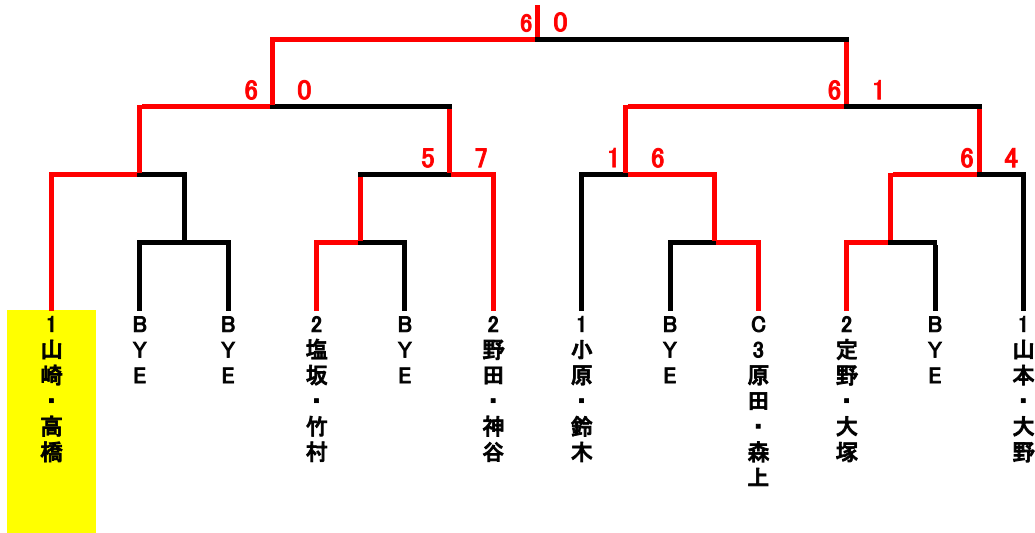 6 0
6 0
6 1
5 7
1 6
6 4
1山崎・高橋
BYE
BYE
2塩坂・竹村
BYE
2野田・神谷
1小原・鈴木
BYE
C3原田・森上
2定野・大塚
BYE
1山本・大野